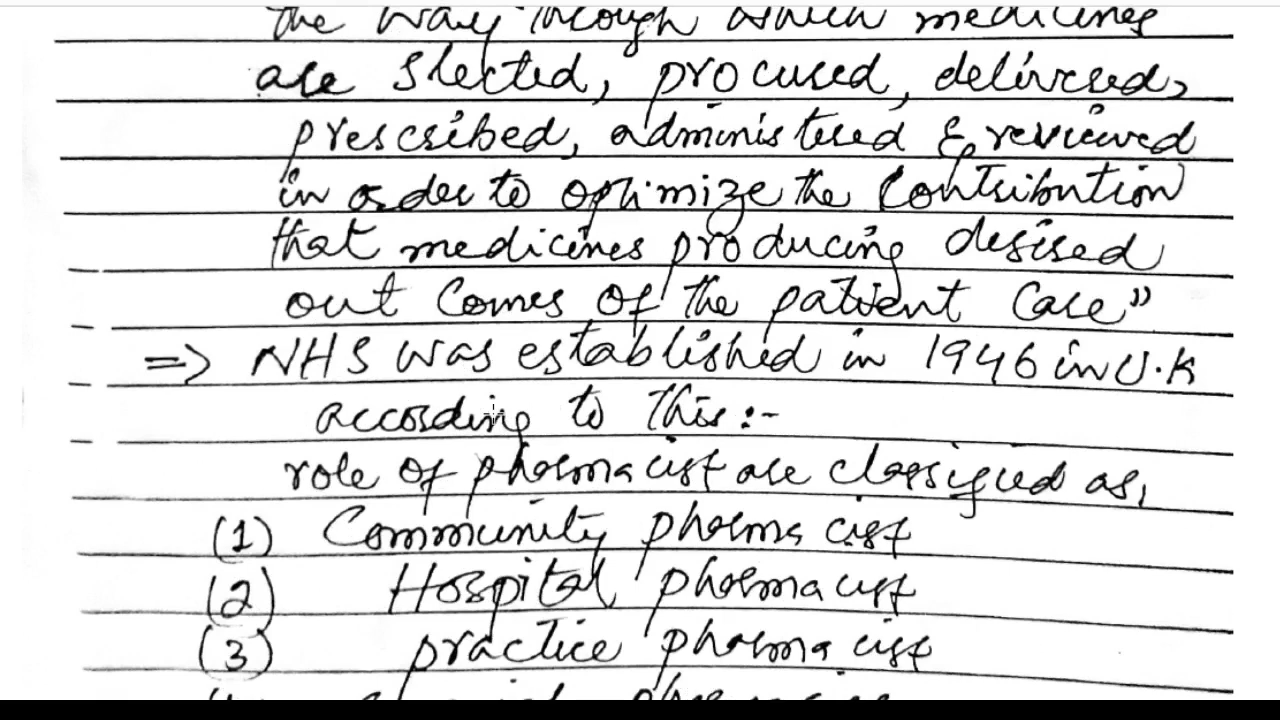 the way through which medicines
are Slected, procured, delivered,
prescribed, administered & reviewed
in order to optimize the Contribution
that medicines producing desired
out Comes of the patient Care”
=> NHS was established in 1946 in U.K
according to this :-
role of pharmacist are classified as,
(1) Community pharmacist
(2) Hospital pharmacist
(3) practice pharmacist